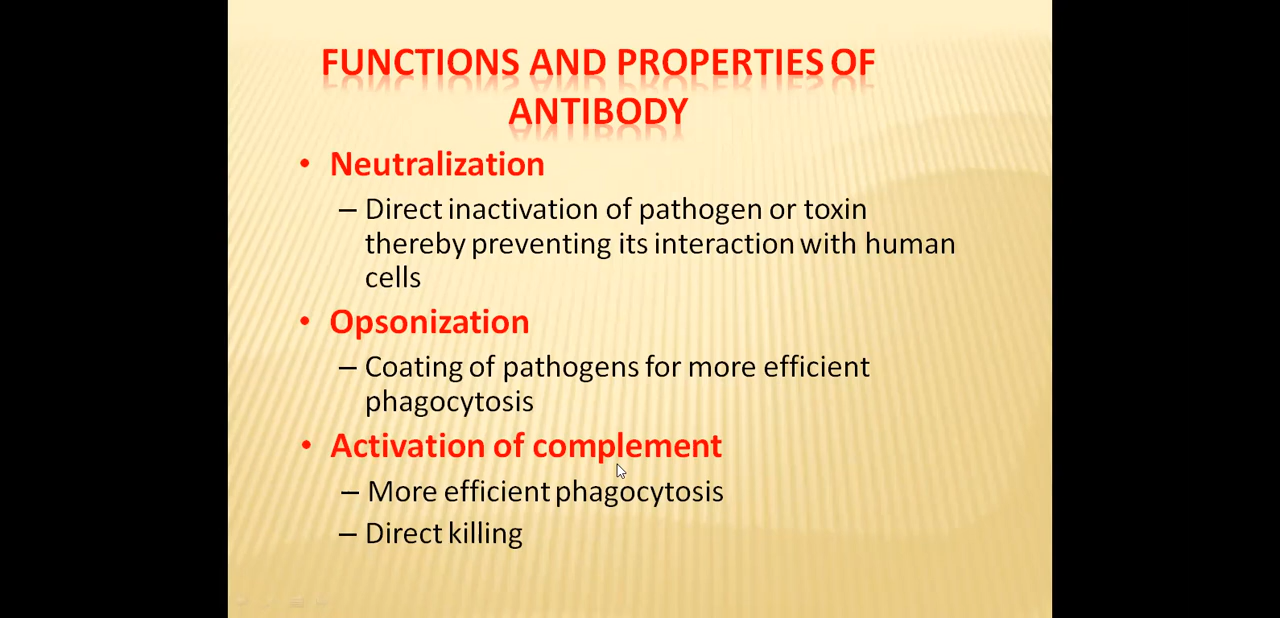 FUNCTIONS AND PROPERTIES OF
ANTIBODY
• Neutralization
– Direct inactivation of pathogen or toxin
thereby preventing its interaction with human
cells
• Opsonization
– Coating of pathogens for more efficient
phagocytosis
• Activation of complement
– More efficient phagocytosis
– Direct killing